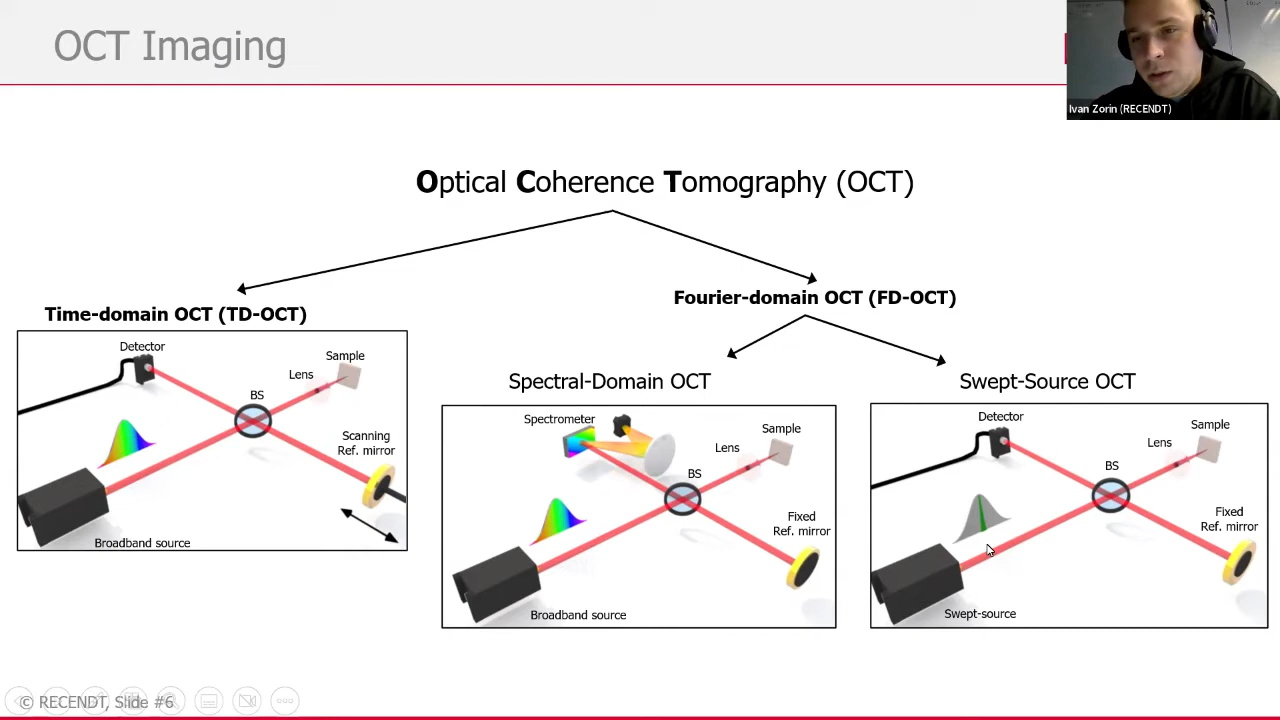 OCT Imaging
Ivan Zorin (RECENDT)
Optical Coherence Tomography (OCT)
Time-domain OCT (TD-OCT)
Detector
Sample
Lens
BS
Scanning
Ref. mirror
Broadband source
Fourier-domain OCT (FD-OCT)
Spectral-Domain OCT
Spectrometer
Sample
Lens
BS
Fixed
Ref. mirror
Broadband source
Swept-Source OCT
Detector
Sample
Lens
BS
Fixed
Ref. mirror
Swept-source
© RECENDT, Slide #6